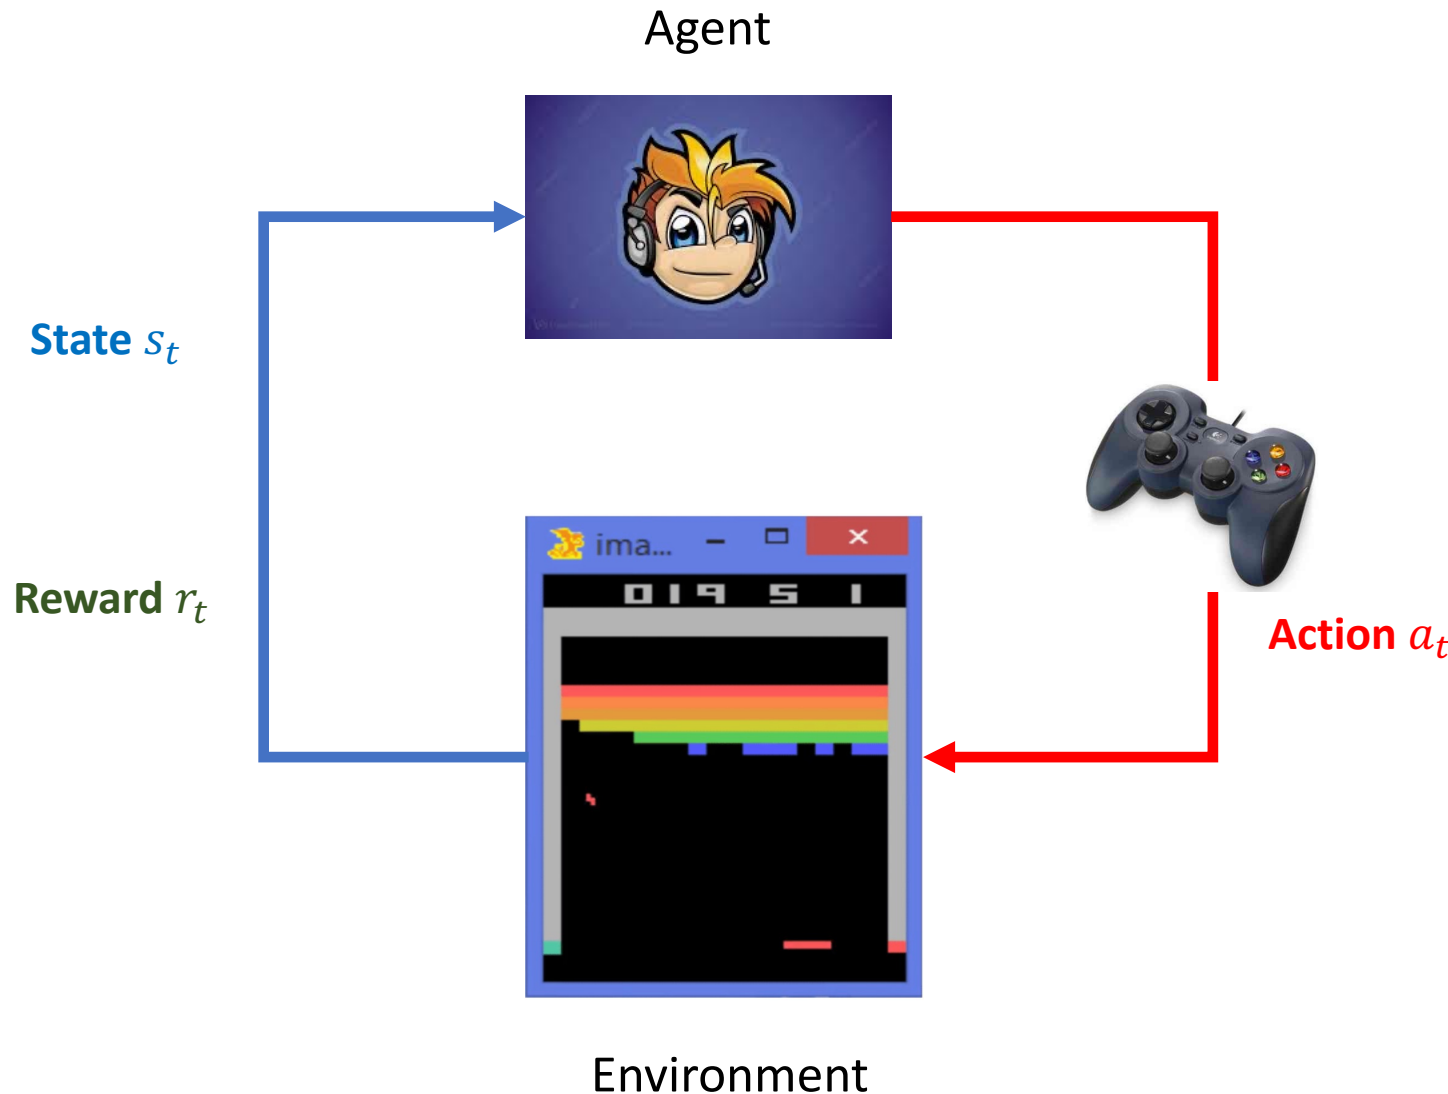 Agent
State s_t
Reward r_t
ima...
019 5 1
Action a_t
Environment